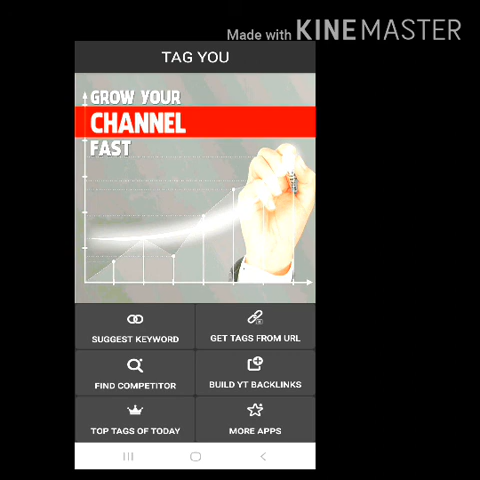 Made with KINEMASTER
TAG YOU
GROW YOUR
CHANNEL
FAST
SUGGEST KEYWORD
GET TAGS FROM URL
FIND COMPETITOR
BUILD YT BACKLINKS
TOP TAGS OF TODAY
MORE APPS